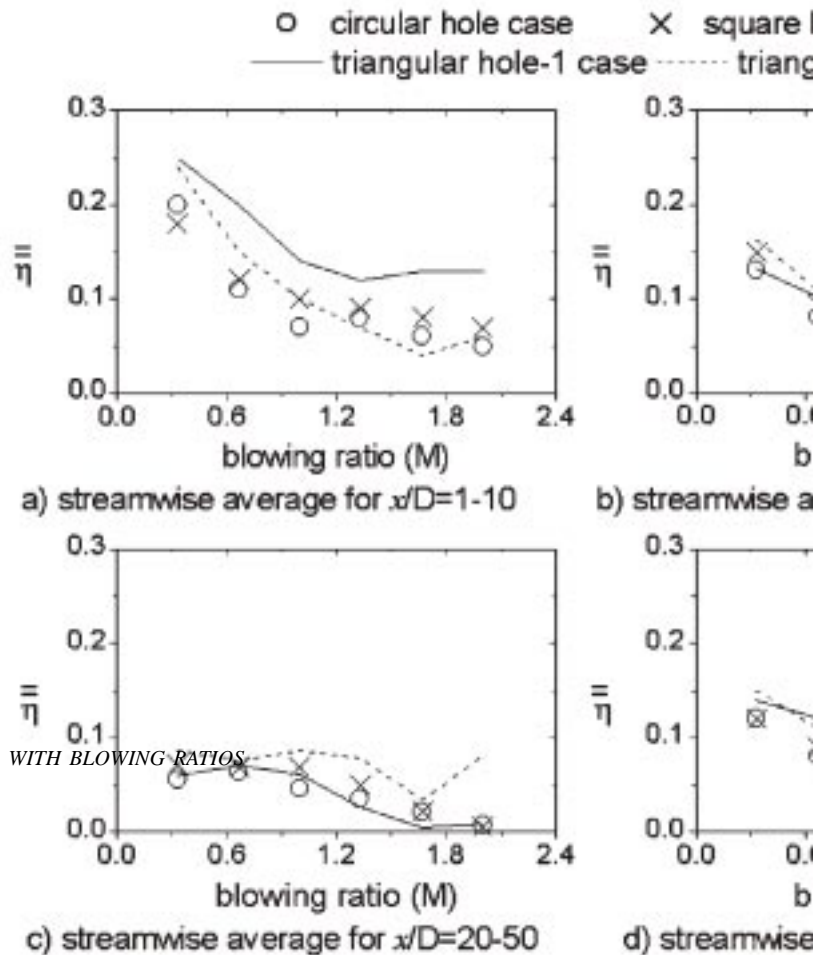 circular hole case square
triangular hole-1 case triang
0.3
0.2
0.1
0.0
0.0 0.6 1.2 1.8 2.4
η
blowing ratio (M)
a) streamwise average for x/D=1-10
0.3
0.2
0.1
0.0
0.0 0.6
η
b
b) streamwise a
0.3
0.2
0.1
0.0
0.0 0.6 1.2 1.8 2.4
η
WITH BLOWING RATIOS
blowing ratio (M)
c) streamwise average for x/D=20-50
0.3
0.2
0.1
0.0
0.0 0.6
η
b
d) streamwise